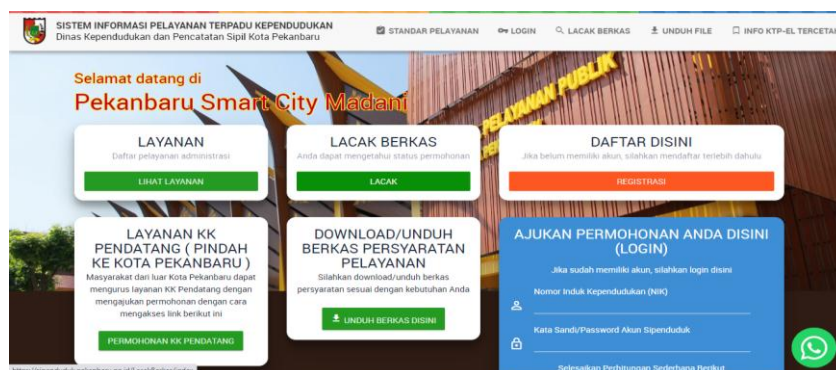 SISTEM INFORMASI PELAYANAN TERPADU KEPENDUDUKAN
Dinas Kependudukan dan Pencatatan Sipil Kota Pekanbaru
STANDAR PELAYANAN
LOGIN
LACAK BERKAS
UNDUH FILE
INFO KTP-EL TERCETA
PELAYANAN PUBLIK
Selamat datang di
Pekanbaru Smart City Madani
LAYANAN
Daftar pelayanan administrasi
LIHAT LAYANAN
LACAK BERKAS
Anda dapat mengetahui status permohonan
LACAK
DAFTAR DISINI
Jika belum memiliki akun, silahkan mendaftar terlebih dahulu
REGISTRASI
LAYANAN KK
PENDATANG ( PINDAH
KE KOTA PEKANBARU )
Masyarakat dari luar Kota Pekanbaru dapat
mengurus layanan KK Pendatang dengan
mengajukan permohonan dengan cara
mengakses link berikut ini
PERMOHONAN KK PENDATANG
DOWNLOAD/UNDUH
BERKAS PERSYARATAN
PELAYANAN
Silahkan download/unduh berkas
persyaratan sesuai dengan kebutuhan Anda
UNDUH BERKAS DISINI
AJUKAN PERMOHONAN ANDA DISINI
(LOGIN)
Jika sudah memiliki akun, silahkan login disini
Nomor Induk Kependudukan (NIK)
Kata Sandi/Password Akun Sipenduduk
Selesaikan Perhitungan Sederhana Berikut